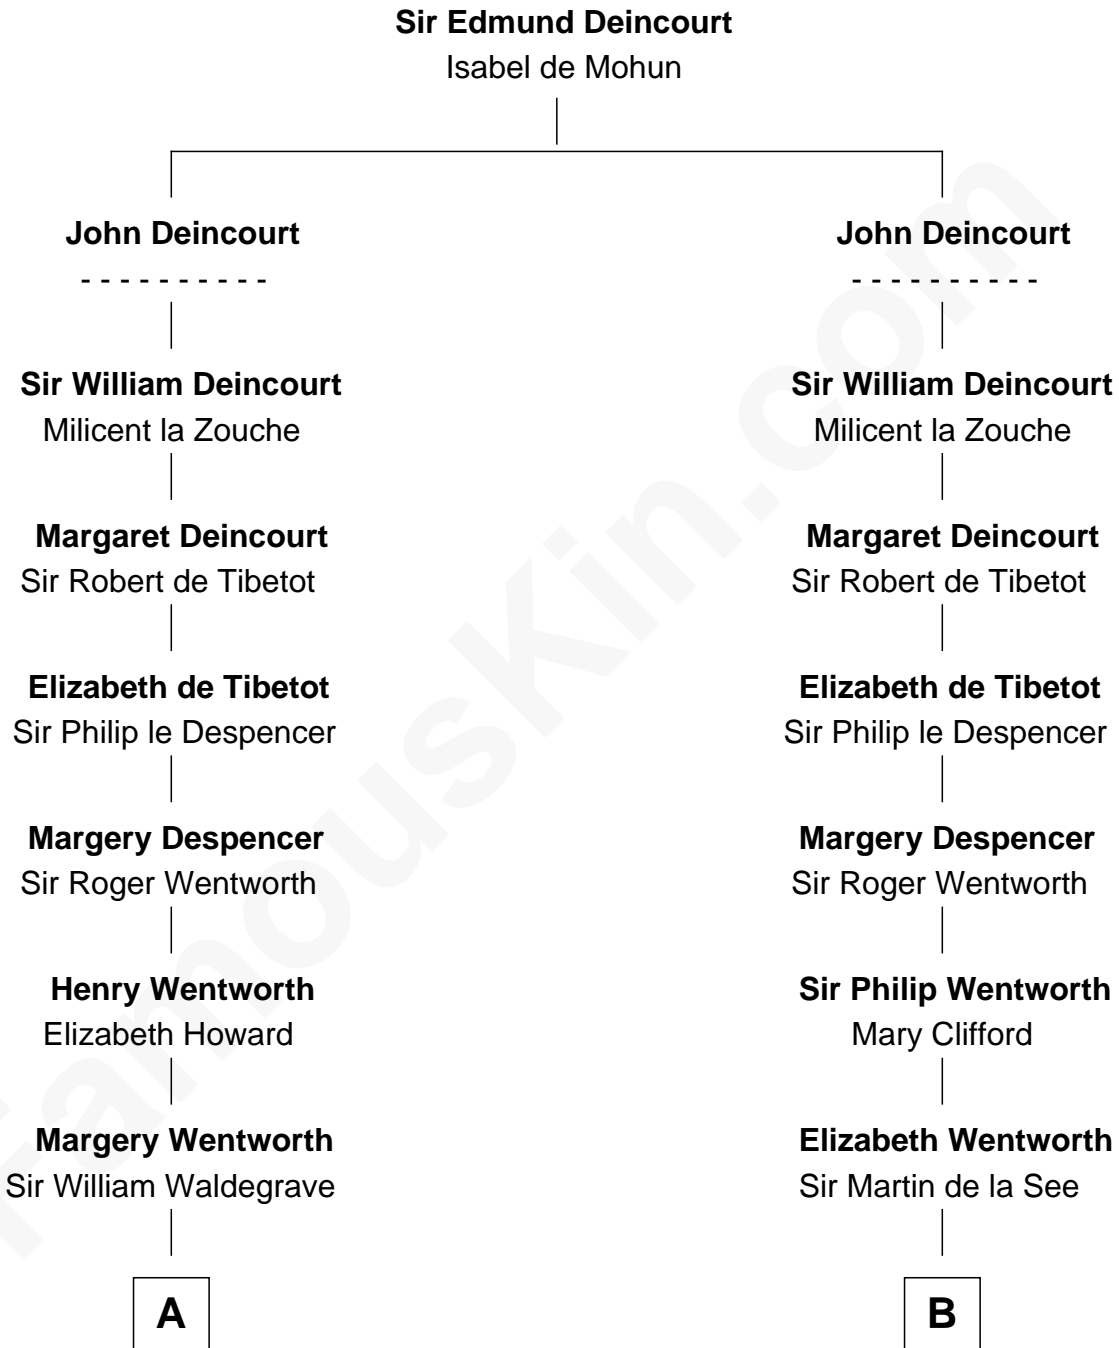 Sir Edmund Deincourt
Isabel de Mohun
John Deincourt
John Deincourt
- - - - - - - - - -
- - - - - - - - - -
Sir William Deincourt
Milicent la Zouche
Sir William Deincourt
Milicent la Zouche
Margaret Deincourt
Sir Robert de Tibetot
Margaret Deincourt
Sir Robert de Tibetot
Elizabeth de Tibetot
Sir Philip le Despencer
Elizabeth de Tibetot
Sir Philip le Despencer
Margery Despencer
Sir Roger Wentworth
Margery Despencer
Sir Roger Wentworth
Henry Wentworth
Elizabeth Howard
Sir Philip Wentworth
Mary Clifford
Margery Wentworth
Sir William Waldegrave
Elizabeth Wentworth
Sir Martin de la See
A
B
FamousKin.com